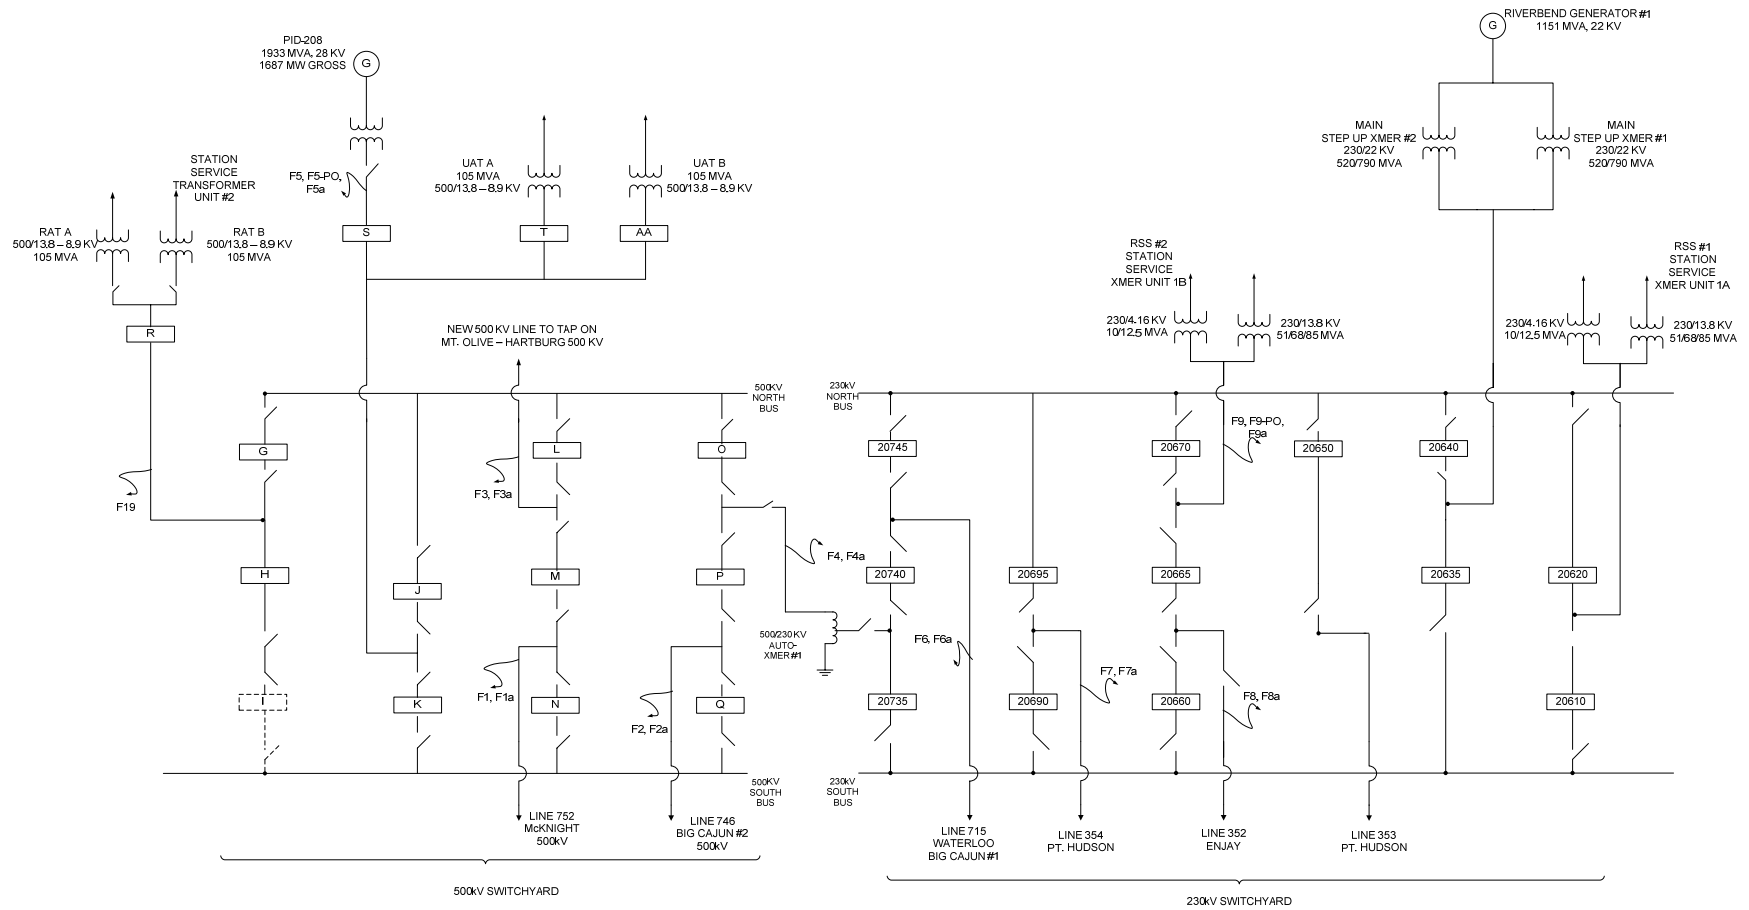 RIVERBEND GENERATOR #1
1151 MVA, 22 KV
G
PID-208
1933 MVA, 28 KV
1687 MW GROSS
G
MAIN
STEP UP XMER #2
230/22 KV
520/790 MVA
MAIN
STEP UP XMER #1
230/22 KV
520/790 MVA
STATION
SERVICE
TRANSFORMER
UNIT #2
F5, F5-PO,
F5a
UAT A
105 MVA
500/13.8 – 8.9 KV
UAT B
105 MVA
500/13.8 – 8.9 KV
RAT A
500/13.8 – 8.9 KV
105 MVA
RAT B
500/13.8 – 8.9 KV
105 MVA
S
T
AA
RSS #2
STATION
SERVICE
XMER UNIT 1B
RSS #1
STATION
SERVICE
XMER UNIT 1A
R
NEW 500 KV LINE TO TAP ON
MT. OLIVE – HARTBURG 500 KV
230/4.16 KV
10/12.5 MVA
230/13.8 KV
51/68/85 MVA
230/4.16 KV
10/12.5 MVA
230/13.8 KV
51/68/85 MVA
500KV
NORTH
BUS
230kV
NORTH
BUS
G
L
O
20745
20670
F9, F9-PO,
F9a
20650
20640
F19
F3, F3a
F4, F4a
H
J
M
P
20740
20695
20665
20635
20620
500/230 KV
AUTO-
XMER #1
F6, F6a
F7, F7a
F8, F8a
F1, F1a
F2, F2a
I
K
N
Q
20735
20690
20660
20610
500KV
SOUTH
BUS
230kV
SOUTH
BUS
LINE 752
McKNIGHT
500kV
LINE 746
BIG CAJUN #2
500kV
LINE 715
WATERLOO
BIG CAJUN #1
LINE 354
PT. HUDSON
LINE 352
ENJAY
LINE 353
PT. HUDSON
500kV SWITCHYARD
230kV SWITCHYARD